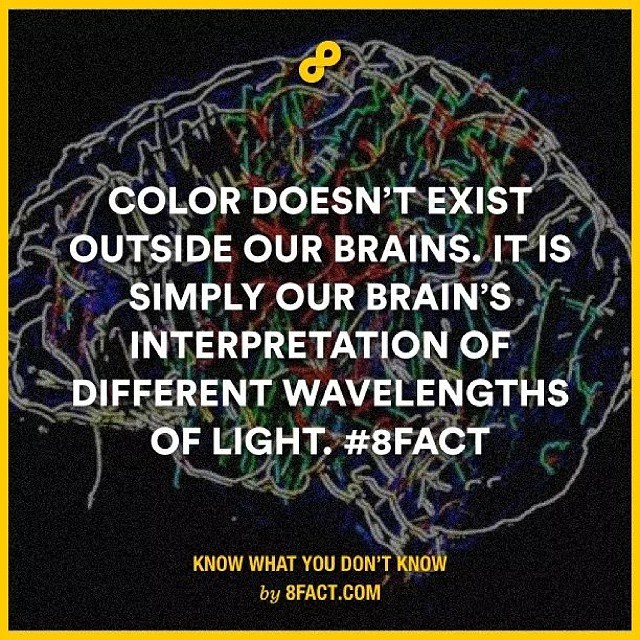 COLOR DOESN'T EXIST
OUTSIDE OUR BRAINS. IT IS
SIMPLY OUR BRAIN'S
INTERPRETATION OF
DIFFERENT WAVELENGTHS
OF LIGHT. #8FACT
KNOW WHAT YOU DON'T KNOW
by 8FACT.COM